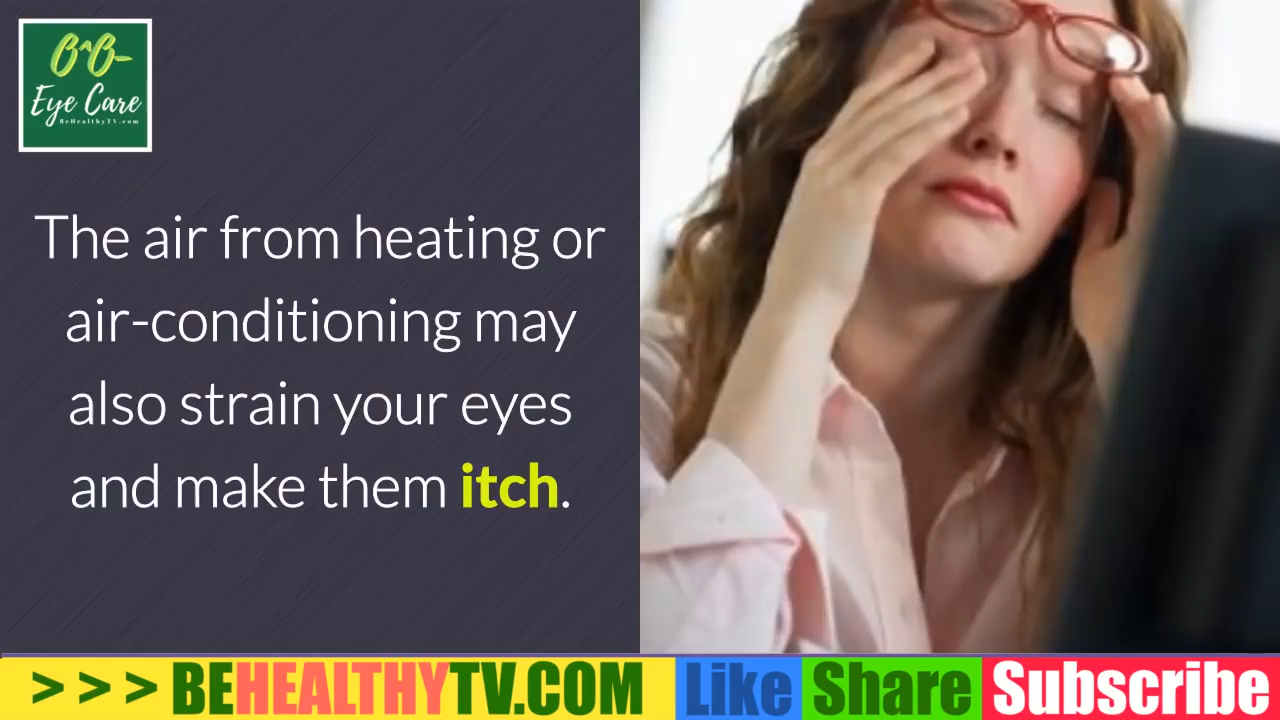 Eye Care
BeHealthyTV.com
The air from heating or
air-conditioning may
also strain your eyes
and make them itch.
> > > BEHEALTHYTV.COM Like Share Subscribe